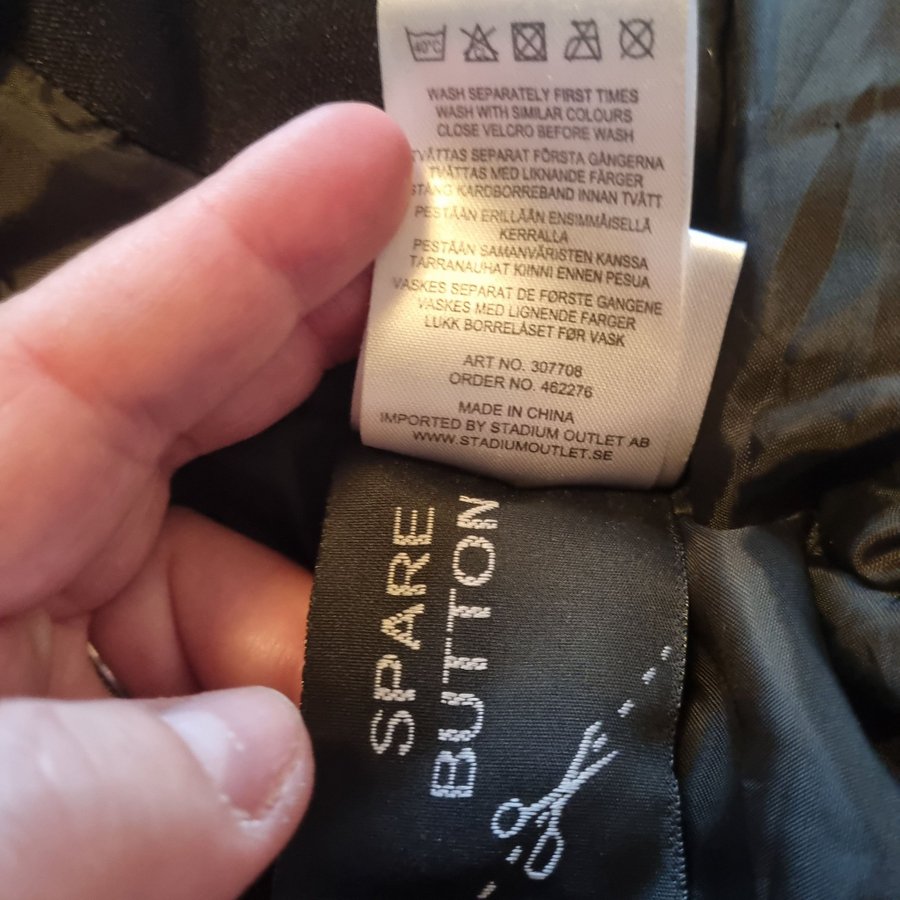 40°C
CL
WASH SEPARATELY FIRST TIMES
WASH WITH SIMILAR COLOURS
CLOSE VELCRO BEFORE WASH
TVÄTTAS SEPARAT FÖRSTA GÅNGERNA
TVÄTTAS MED LIKNANDE FÄRGER
STÄNG KARDBORREBAND INNAN TVÄTT
PESTÄÄN ERILLÄÄN ENSIMMÄISELLÄ
KERRALLA
PESTÄÄN SAMANVÄRISTEN KANSSA
TARRANAUHAT KIINNI ENNEN PESUA
VASKES SEPARAT DE FØRSTE GANGENE
VASKES MED LIGNENDE FARGER
LUKK BORRELÅSET FØR VASK
ART NO. 307708
ORDER NO. 462276
MADE IN CHINA
IMPORTED BY STADIUM OUTLET AB
WWW.STADIUMOUTLET.SE
SPARE
BUTTON